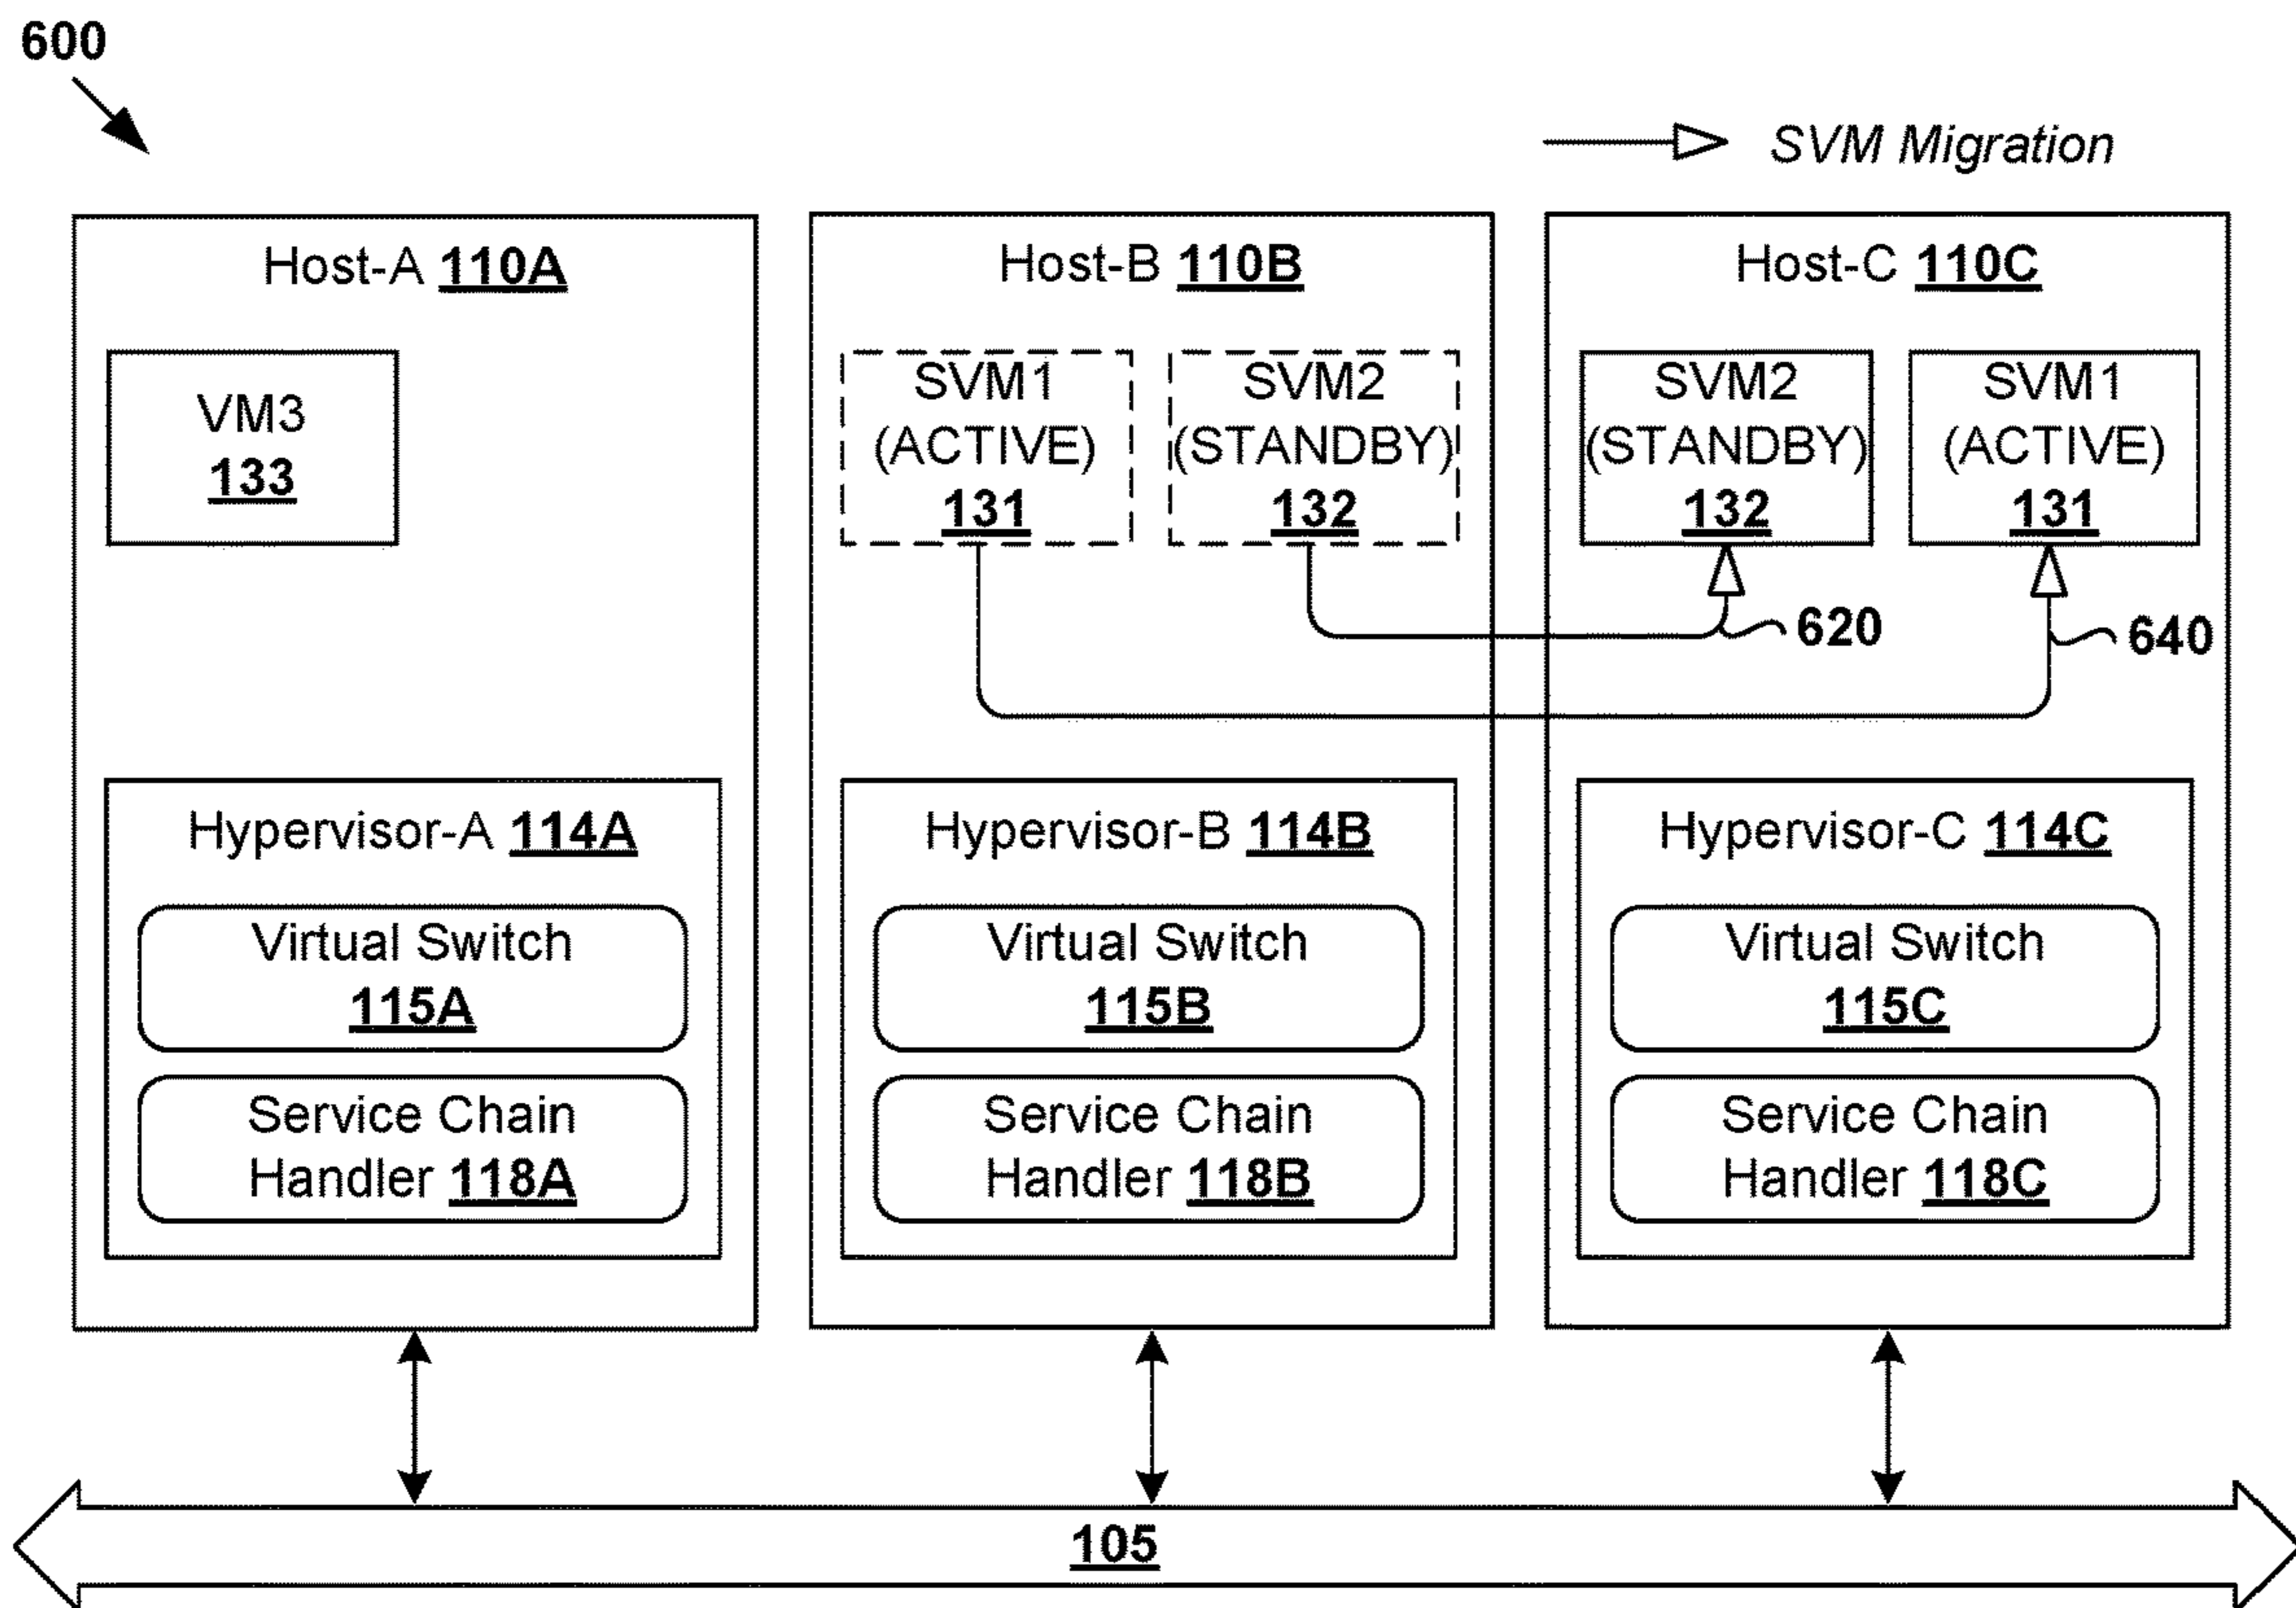 600
SVM Migration
Host-A 110A
VM3
133
Hypervisor-A 114A
Virtual Switch
115A
Service Chain
Handler 118A
Host-B 110B
SVM1
(ACTIVE)
131
SVM2
(STANDBY)
132
Hypervisor-B 114B
Virtual Switch
115B
Service Chain
Handler 118B
Host-C 110C
SVM2
(STANDBY)
132
SVM1
(ACTIVE)
131
620
640
Hypervisor-C 114C
Virtual Switch
115C
Service Chain
Handler 118C
105